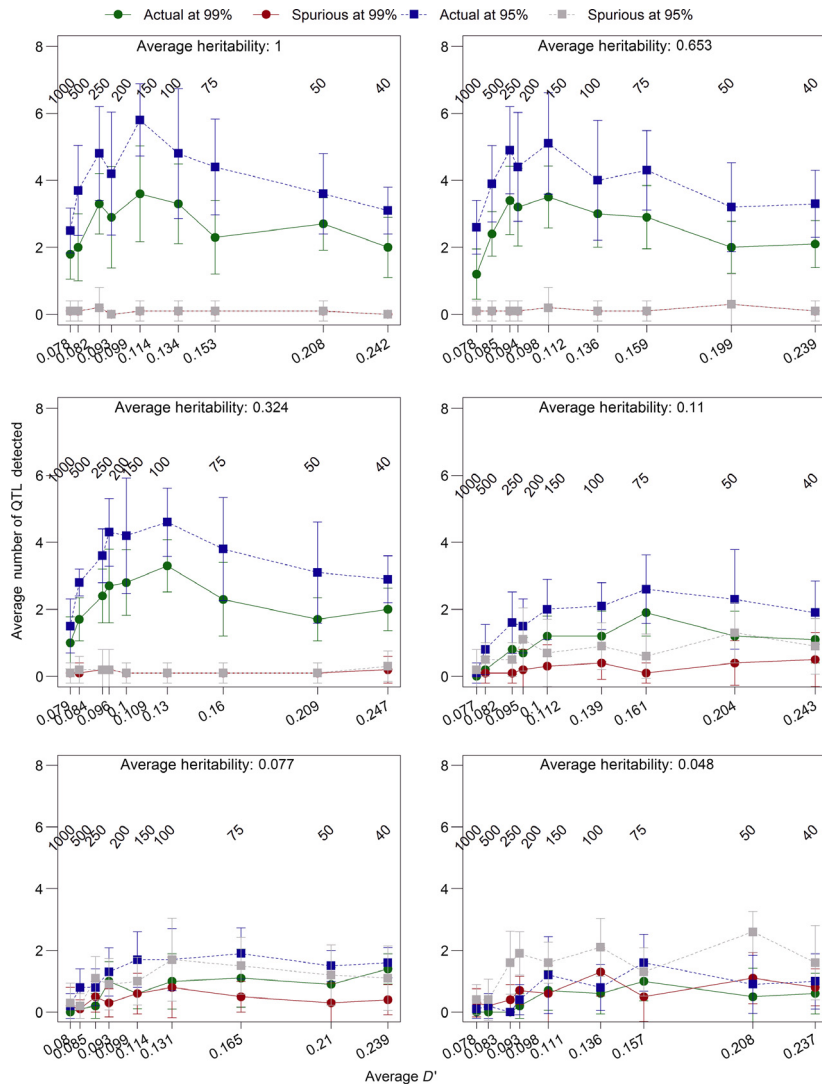 Actual at 99% Spurious at 99% Actual at 95% Spurious at 95%
Average heritability: 1
8
6
4
2
0
1000 500 250 200 150 100 75 50 40
0.078 0.082 0.093 0.099 0.114 0.134 0.153 0.208 0.242
Average heritability: 0.653
1000 500 250 200 150 100 75 50 40
0.078 0.085 0.094 0.098 0.112 0.136 0.159 0.199 0.239
Average number of QTL detected
Average heritability: 0.324
8
6
4
2
0
1000 500 250 200 150 100 75 50 40
0.079 0.084 0.096 0.1 0.109 0.13 0.16 0.209 0.247
Average heritability: 0.11
1000 500 250 200 150 100 75 50 40
0.077 0.082 0.095 0.1 0.112 0.139 0.161 0.204 0.243
Average heritability: 0.077
8
6
4
2
0
1000 500 250 200 150 100 75 50 40
0.08 0.085 0.093 0.099 0.114 0.131 0.165 0.21 0.239
Average heritability: 0.048
1000 500 250 200 150 100 75 50 40
0.078 0.083 0.093 0.098 0.111 0.136 0.157 0.208 0.237
Average D'